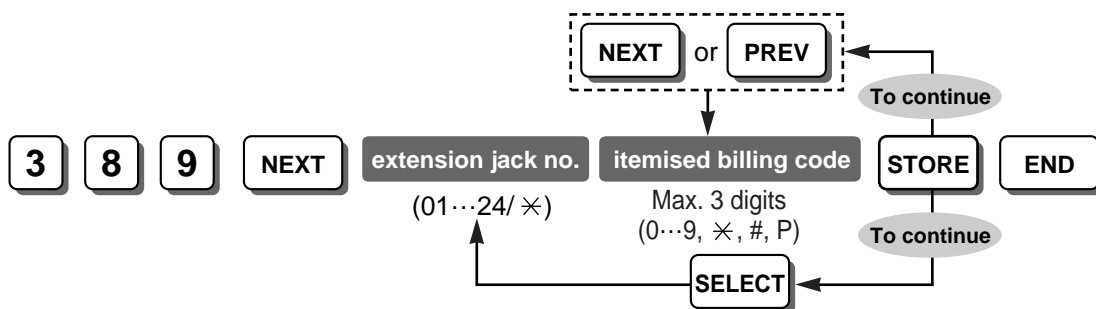 NEXT or PREV
To continue
3 8 9 NEXT extension jack no. itemised billing code STORE END
(01⋯24/ ✳) Max. 3 digits
(0⋯9, ✳, #, P)
To continue
SELECT